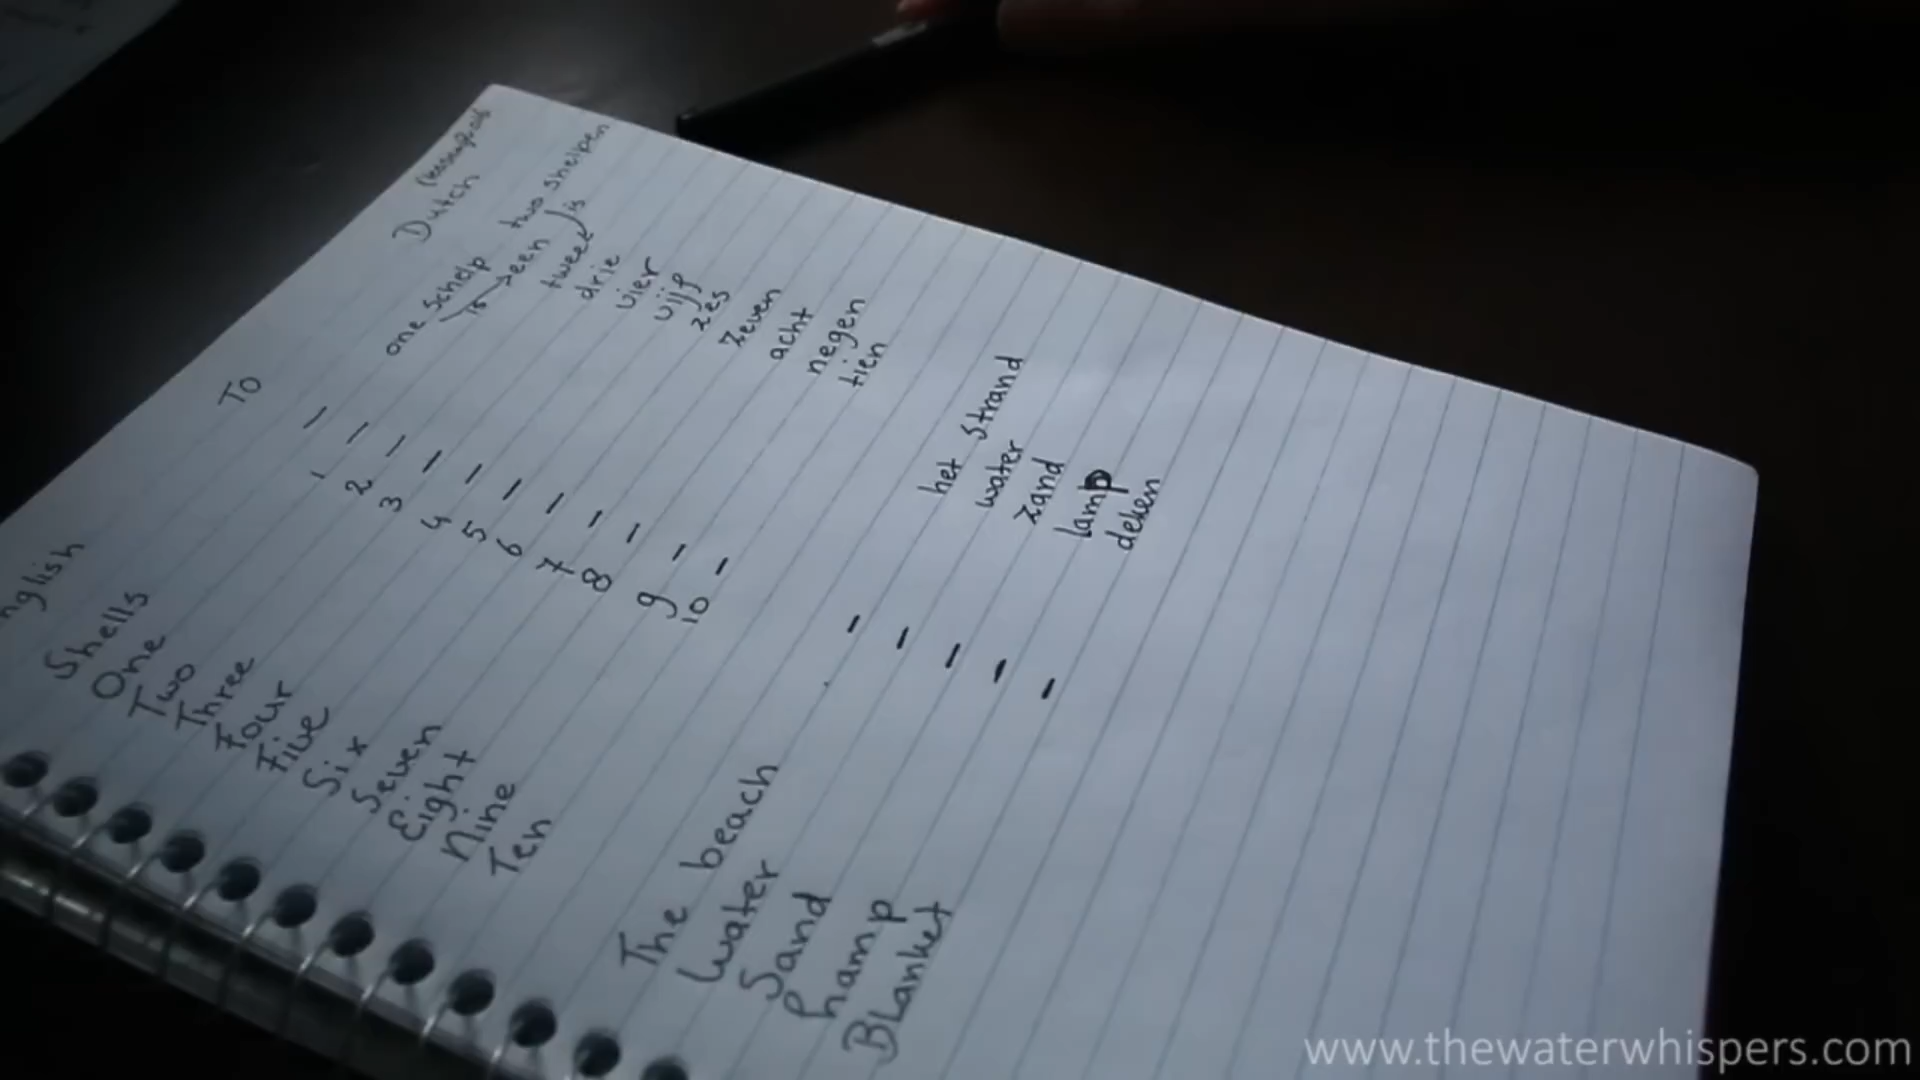 nglish To Dutch
Shells 1 - one schelp two shelpen
is is
One 2 - een
Two 3 - twee
Three 4 - drie
Four 5 - vier
Five 6 - vijf
Six 7 - zes
Seven 8 - zeven
Eight 9 - acht
Nine 10 - negen
Ten - tien
The beach - het strand
Water - water
Sand - zand
Lamp - lamp
Blanket - deken
www.thewaterwhispers.com